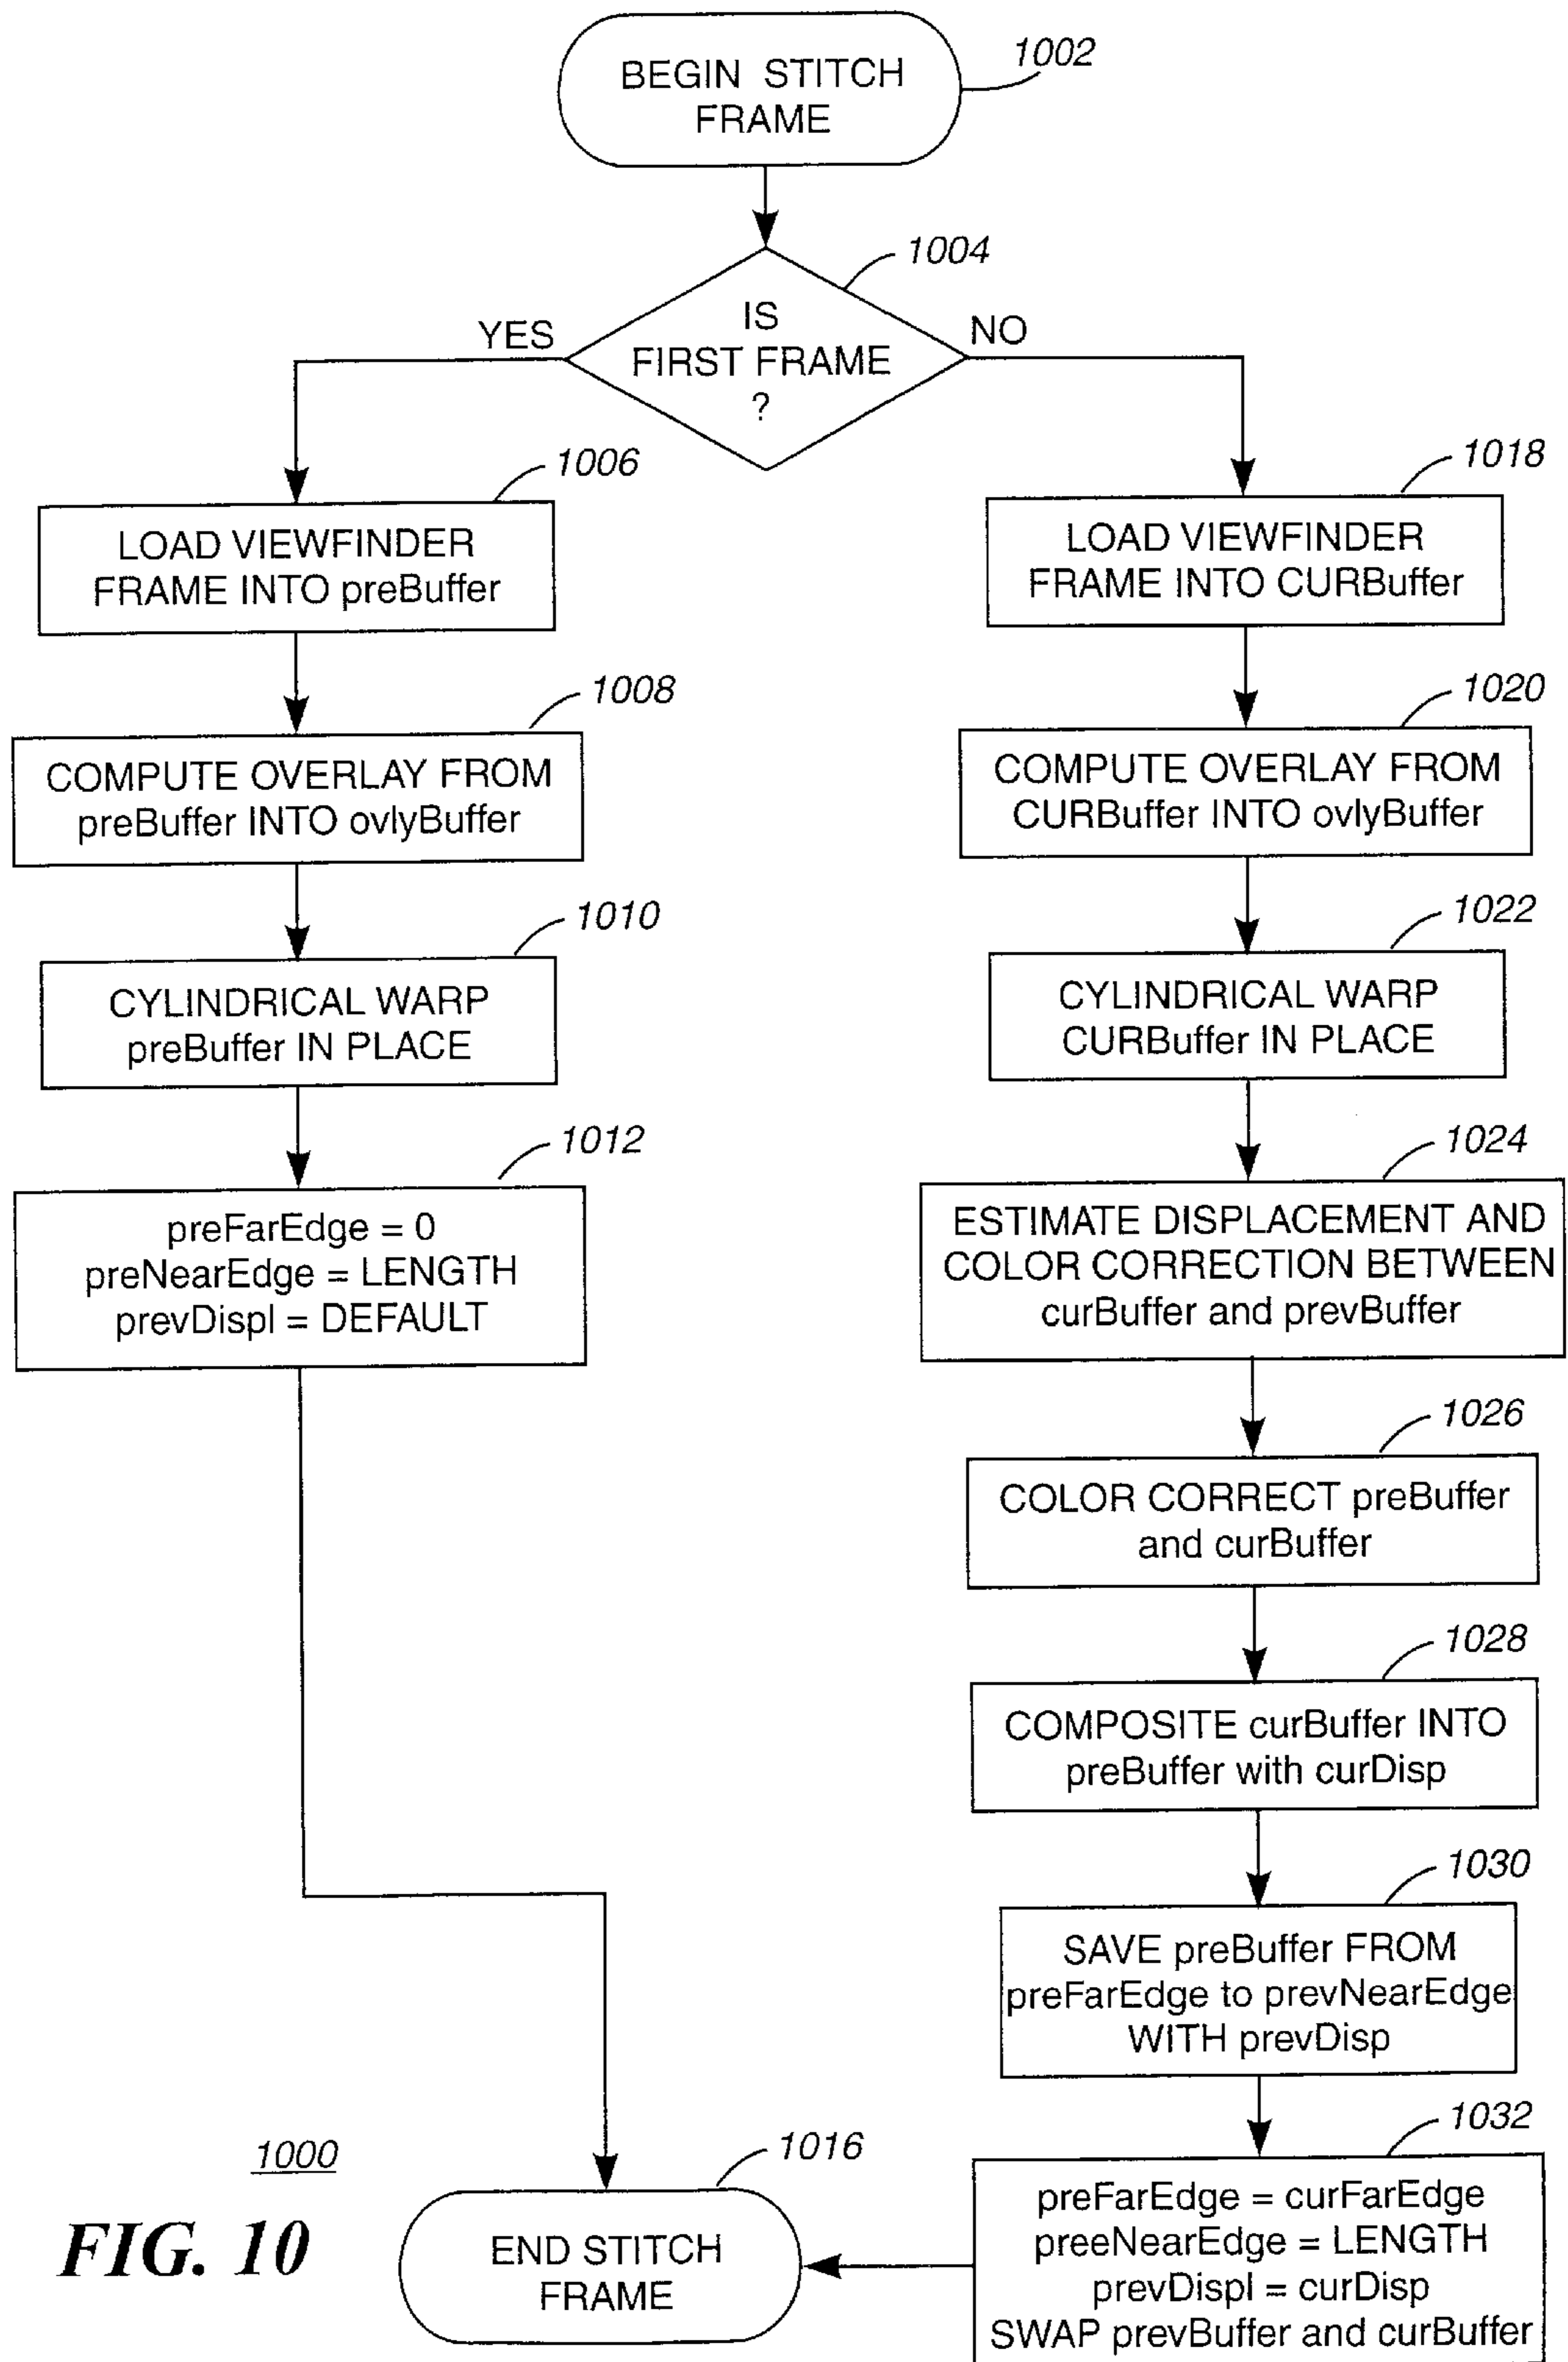 BEGIN STITCH
FRAME
1002
IS
FIRST FRAME
?
1004
YES
NO
LOAD VIEWFINDER
FRAME INTO preBuffer
1006
COMPUTE OVERLAY FROM
preBuffer INTO ovlyBuffer
1008
CYLINDRICAL WARP
preBuffer IN PLACE
1010
preFarEdge = 0
preNearEdge = LENGTH
prevDispl = DEFAULT
1012
LOAD VIEWFINDER
FRAME INTO CURBuffer
1018
COMPUTE OVERLAY FROM
CURBuffer INTO ovlyBuffer
1020
CYLINDRICAL WARP
CURBuffer IN PLACE
1022
ESTIMATE DISPLACEMENT AND
COLOR CORRECTION BETWEEN
curBuffer and prevBuffer
1024
COLOR CORRECT preBuffer
and curBuffer
1026
COMPOSITE curBuffer INTO
preBuffer with curDisp
1028
SAVE preBuffer FROM
preFarEdge to prevNearEdge
WITH prevDisp
1030
preFarEdge = curFarEdge
preeNearEdge = LENGTH
prevDispl = curDisp
SWAP prevBuffer and curBuffer
1032
END STITCH
FRAME
1016
1000
FIG. 10